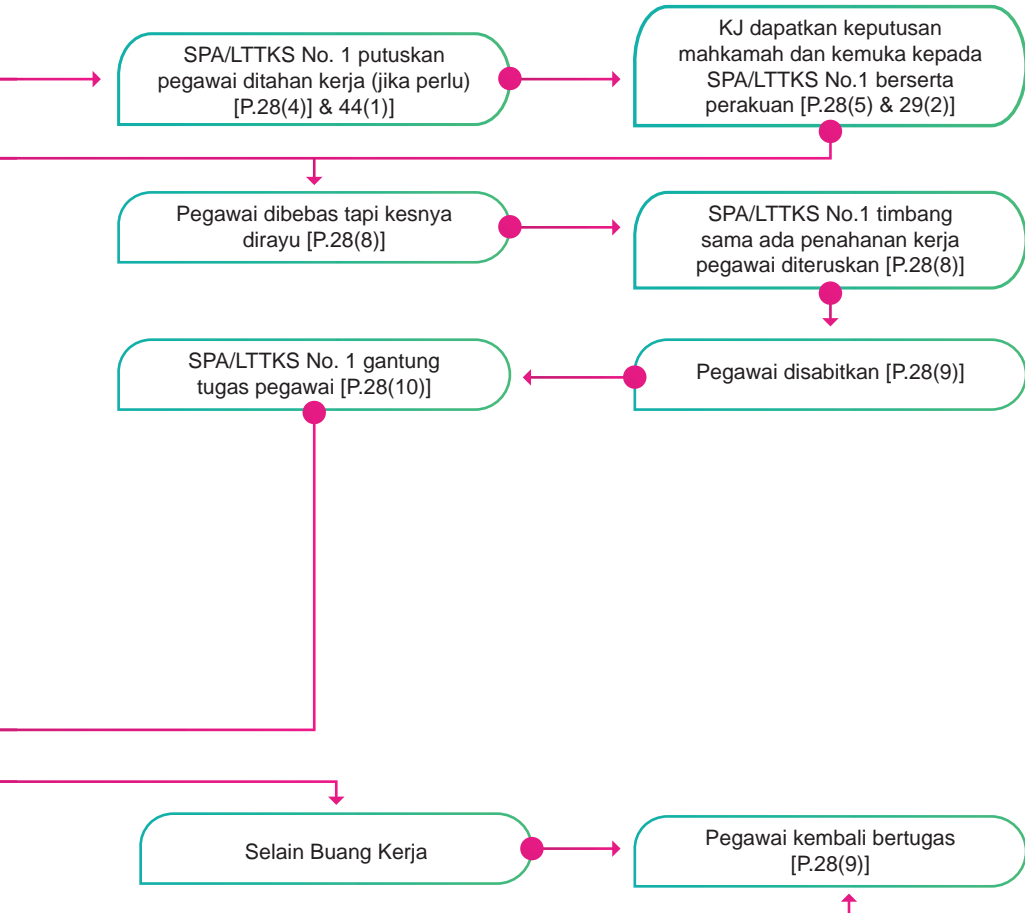 SPA/LTTKS No. 1 putuskan
pegawai ditahan kerja (jika perlu)
[P.28(4)] & 44(1)]
KJ dapatkan keputusan
mahkamah dan kemuka kepada
SPA/LTTKS No.1 berserta
perakuan [P.28(5) & 29(2)]
Pegawai dibebas tapi kesnya
dirayu [P.28(8)]
SPA/LTTKS No.1 timbang
sama ada penahanan kerja
pegawai diteruskan [P.28(8)]
SPA/LTTKS No. 1 gantung
tugas pegawai [P.28(10)]
Pegawai disabitkan [P.28(9)]
Selain Buang Kerja
Pegawai kembali bertugas
[P.28(9)]